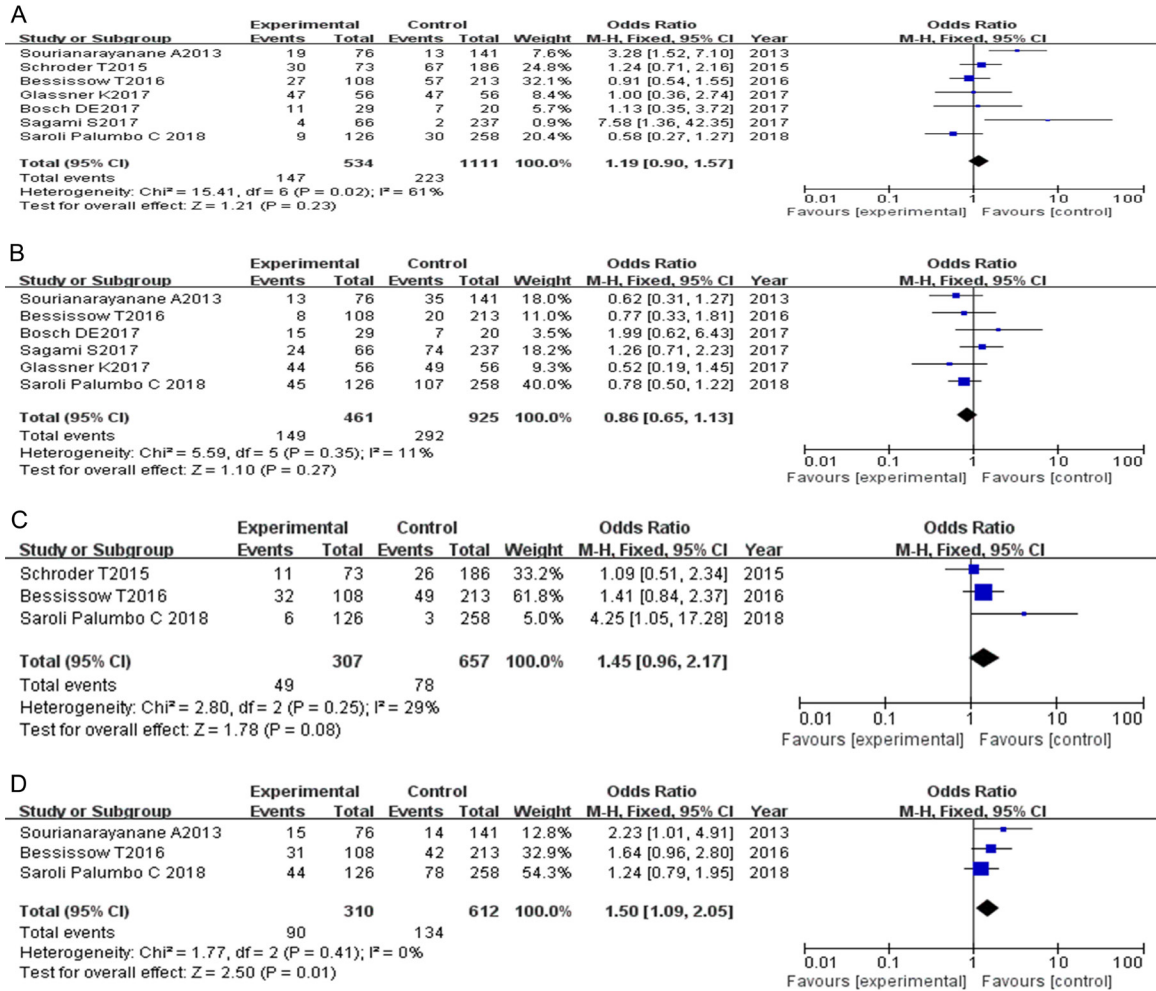 A
Experimental Control Odds Ratio Odds Ratio
Study or Subgroup Events Total Events Total Weight M-H, Fixed, 95% CI Year M-H, Fixed, 95% CI
Sourianarayanane A2013 19 76 13 141 7.6% 3.28 [1.52, 7.10] 2013
Schroder T2015 30 73 67 186 24.8% 1.24 [0.71, 2.16] 2015
Bessissow T2016 27 108 57 213 32.1% 0.91 [0.54, 1.55] 2016
Glassner K2017 47 56 47 56 8.4% 1.00 [0.36, 2.74] 2017
Bosch DE2017 11 29 7 20 5.7% 1.13 [0.35, 3.72] 2017
Sagami S2017 4 66 2 237 0.9% 7.58 [1.36, 42.35] 2017
Saroli Palumbo C 2018 9 126 30 258 20.4% 0.58 [0.27, 1.27] 2018
Total (95% CI) 534 1111 100.0% 1.19 [0.90, 1.57]
Total events 147 223
Heterogeneity: Chi² = 15.41, df = 6 (P = 0.02); I² = 61%
Test for overall effect: Z = 1.21 (P = 0.23)
0.01 0.1 1 10 100
Favours [experimental] Favours [control]
B
Experimental Control Odds Ratio Odds Ratio
Study or Subgroup Events Total Events Total Weight M-H, Fixed, 95% CI Year M-H, Fixed, 95% CI
Sourianarayanane A2013 13 76 35 141 18.0% 0.62 [0.31, 1.27] 2013
Bessissow T2016 8 108 20 213 11.0% 0.77 [0.33, 1.81] 2016
Bosch DE2017 15 29 7 20 3.5% 1.99 [0.62, 6.43] 2017
Sagami S2017 24 66 74 237 18.2% 1.26 [0.71, 2.23] 2017
Glassner K2017 44 56 49 56 9.3% 0.52 [0.19, 1.45] 2017
Saroli Palumbo C 2018 45 126 107 258 40.0% 0.78 [0.50, 1.22] 2018
Total (95% CI) 461 925 100.0% 0.86 [0.65, 1.13]
Total events 149 292
Heterogeneity: Chi² = 5.59, df = 5 (P = 0.35); I² = 11%
Test for overall effect: Z = 1.10 (P = 0.27)
0.01 0.1 1 10 100
Favours [experimental] Favours [control]
C
Experimental Control Odds Ratio Odds Ratio
Study or Subgroup Events Total Events Total Weight M-H, Fixed, 95% CI Year M-H, Fixed, 95% CI
Schroder T2015 11 73 26 186 33.2% 1.09 [0.51, 2.34] 2015
Bessissow T2016 32 108 49 213 61.8% 1.41 [0.84, 2.37] 2016
Saroli Palumbo C 2018 6 126 3 258 5.0% 4.25 [1.05, 17.28] 2018
Total (95% CI) 307 657 100.0% 1.45 [0.96, 2.17]
Total events 49 78
Heterogeneity: Chi² = 2.80, df = 2 (P = 0.25); I² = 29%
Test for overall effect: Z = 1.78 (P = 0.08)
0.01 0.1 1 10 100
Favours [experimental] Favours [control]
D
Experimental Control Odds Ratio Odds Ratio
Study or Subgroup Events Total Events Total Weight M-H, Fixed, 95% CI Year M-H, Fixed, 95% CI
Sourianarayanane A2013 15 76 14 141 12.8% 2.23 [1.01, 4.91] 2013
Bessissow T2016 31 108 42 213 32.9% 1.64 [0.96, 2.80] 2016
Saroli Palumbo C 2018 44 126 78 258 54.3% 1.24 [0.79, 1.95] 2018
Total (95% CI) 310 612 100.0% 1.50 [1.09, 2.05]
Total events 90 134
Heterogeneity: Chi² = 1.77, df = 2 (P = 0.41); I² = 0%
Test for overall effect: Z = 2.50 (P = 0.01)
0.01 0.1 1 10 100
Favours [experimental] Favours [control]